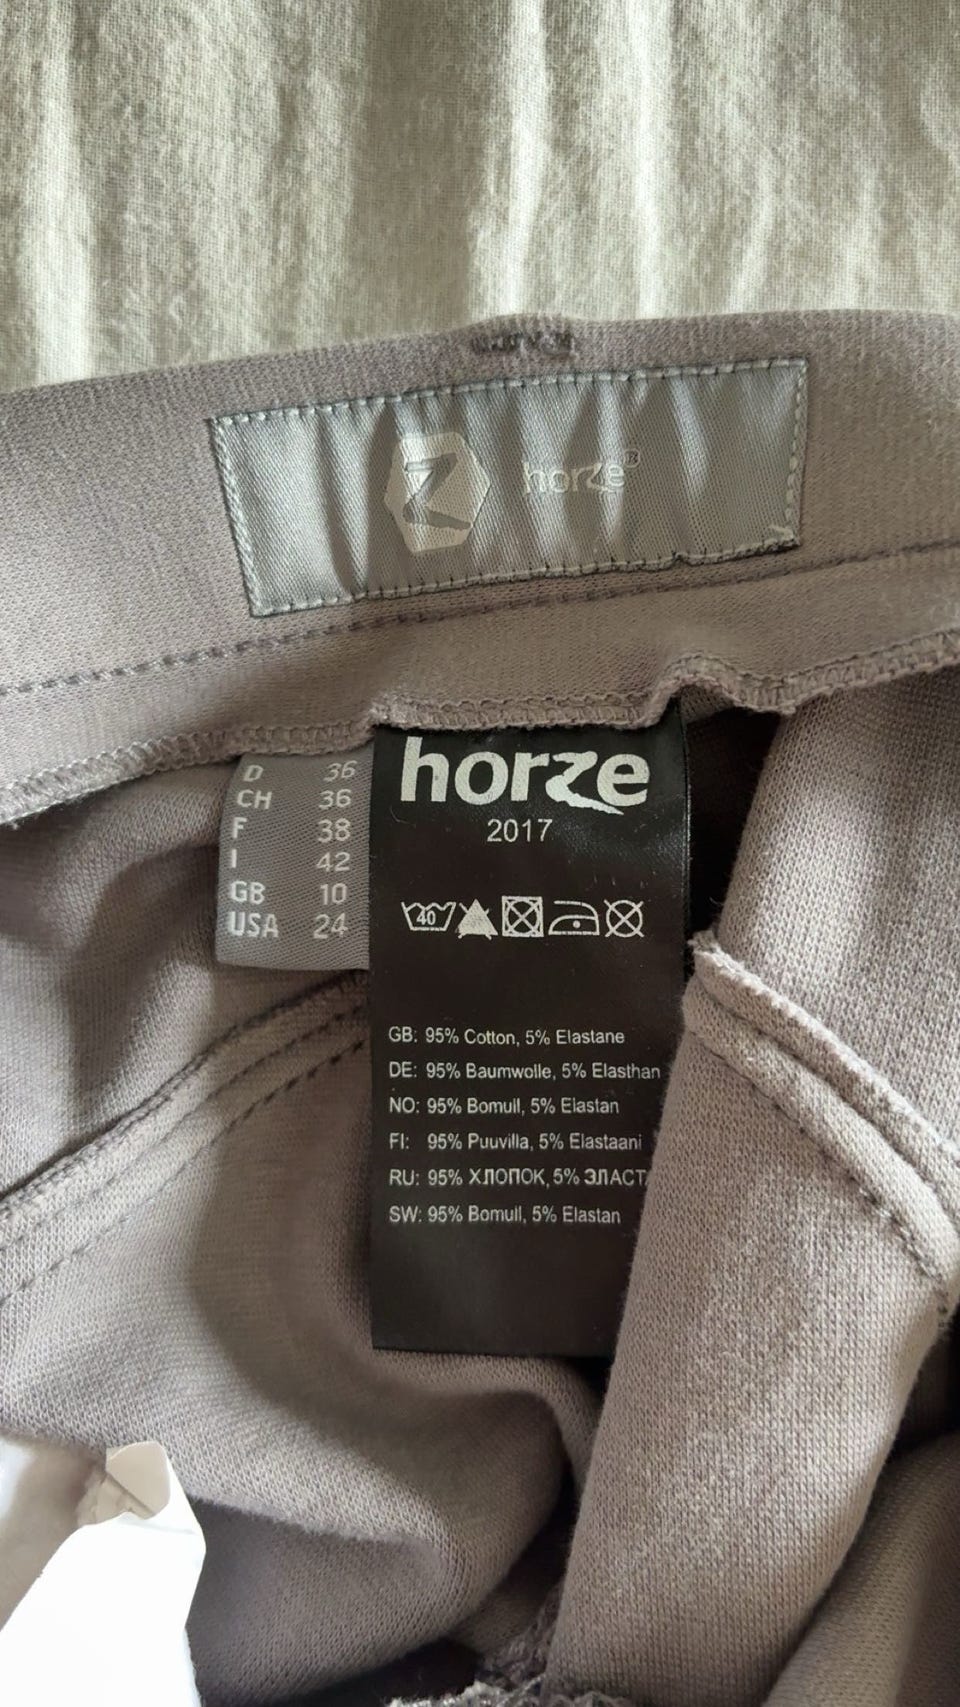 horze®
D 36
CH 36
F 38
I 42
GB 10
USA 24
horze
2017
40
GB: 95% Cotton, 5% Elastane
DE: 95% Baumwolle, 5% Elasthan
NO: 95% Bomull, 5% Elastan
FI: 95% Puuvilla, 5% Elastaani
RU: 95% ХЛОПОК, 5% ЭЛАСТ
SW: 95% Bomull, 5% Elastan